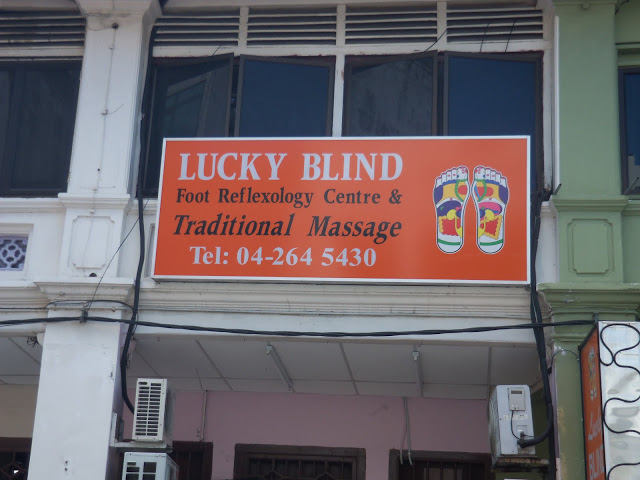 LUCKY BLIND
Foot Reflexology Centre &
Traditional Massage
Tel: 04-264 5430